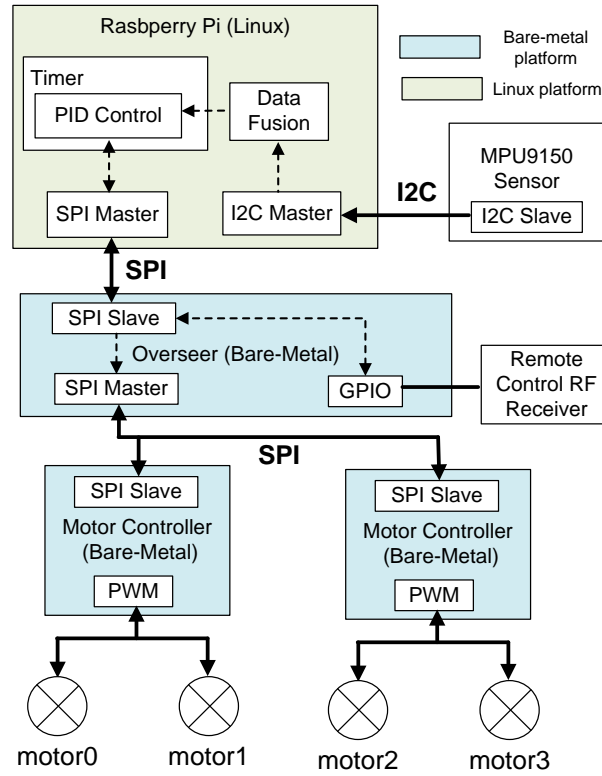 Rasbperry Pi (Linux)
Bare-metal
platform
Linux platform
Timer
PID Control
Data
Fusion
SPI Master
I2C Master
I2C
MPU9150
Sensor
I2C Slave
SPI
SPI Slave
Overseer (Bare-Metal)
SPI Master
GPIO
Remote
Control RF
Receiver
SPI
SPI Slave
Motor Controller
(Bare-Metal)
PWM
SPI Slave
Motor Controller
(Bare-Metal)
PWM
motor0
motor1
motor2
motor3